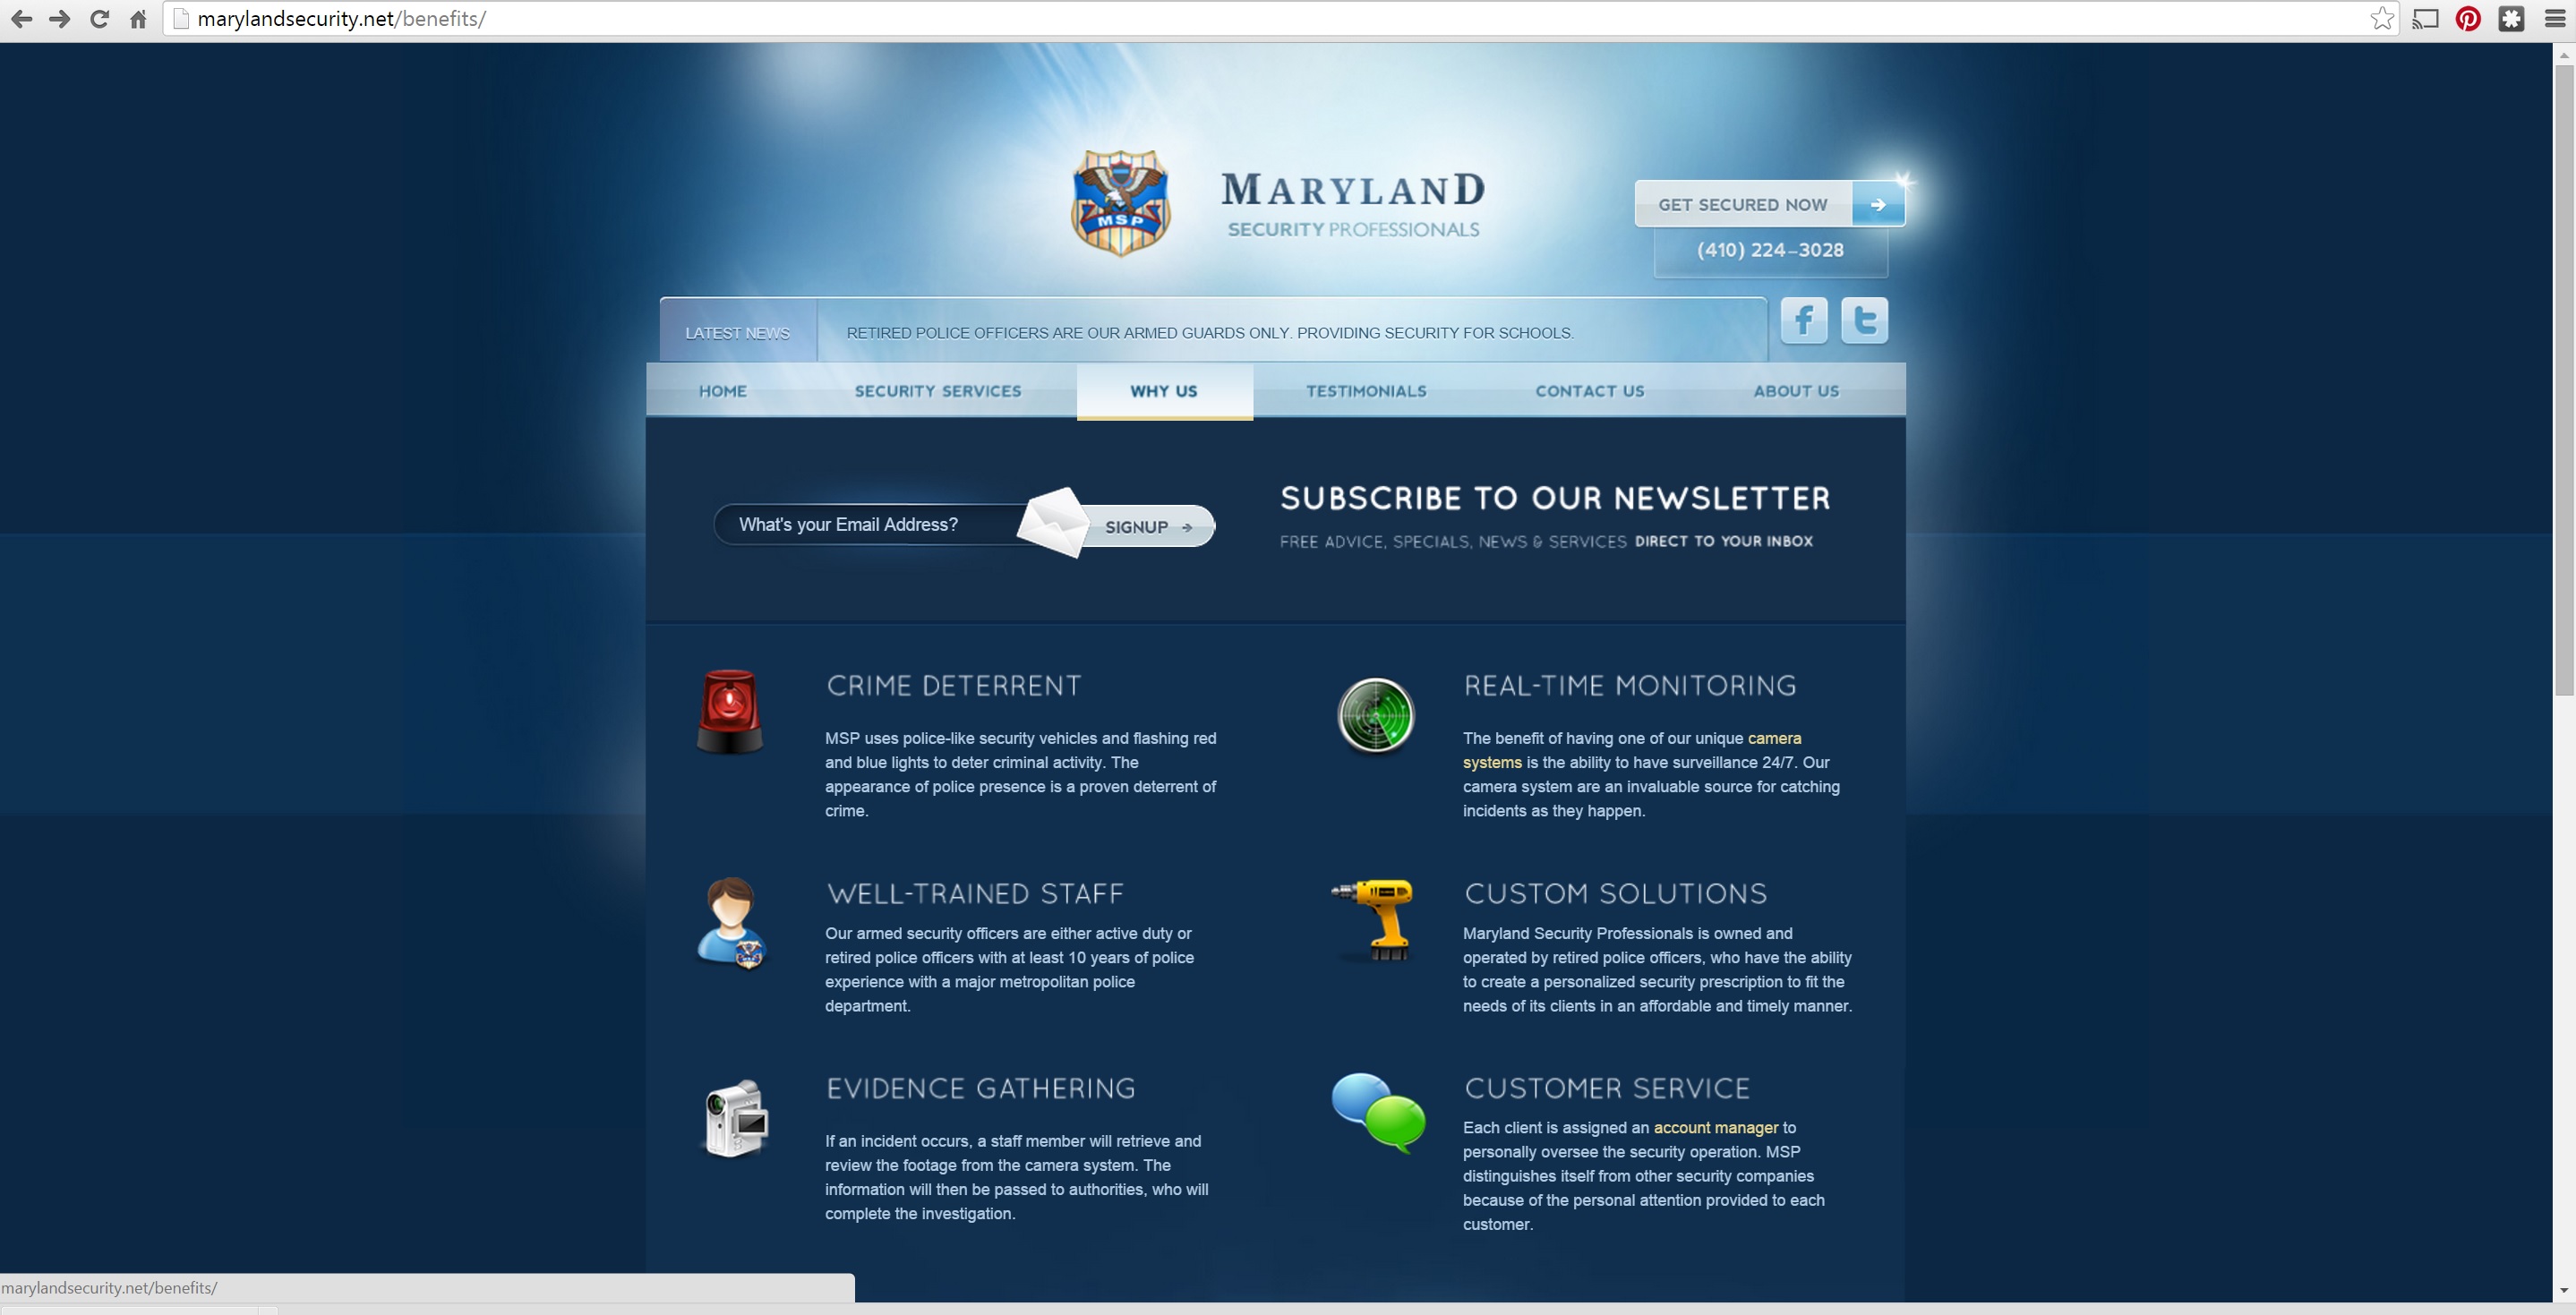 marylandsecurity.net/benefits/
MSP
MARYLAND
SECURITY PROFESSIONALS
GET SECURED NOW
(410) 224-3028
LATEST NEWS
RETIRED POLICE OFFICERS ARE OUR ARMED GUARDS ONLY. PROVIDING SECURITY FOR SCHOOLS.
HOME SECURITY SERVICES WHY US TESTIMONIALS CONTACT US ABOUT US
What's your Email Address?
SIGNUP
SUBSCRIBE TO OUR NEWSLETTER
FREE ADVICE, SPECIALS, NEWS & SERVICES DIRECT TO YOUR INBOX
CRIME DETERRENT
MSP uses police-like security vehicles and flashing red
and blue lights to deter criminal activity. The
appearance of police presence is a proven deterrent of
crime.
REAL-TIME MONITORING
The benefit of having one of our unique camera
systems is the ability to have surveillance 24/7. Our
camera system are an invaluable source for catching
incidents as they happen.
WELL-TRAINED STAFF
Our armed security officers are either active duty or
retired police officers with at least 10 years of police
experience with a major metropolitan police
department.
CUSTOM SOLUTIONS
Maryland Security Professionals is owned and
operated by retired police officers, who have the ability
to create a personalized security prescription to fit the
needs of its clients in an affordable and timely manner.
EVIDENCE GATHERING
If an incident occurs, a staff member will retrieve and
review the footage from the camera system. The
information will then be passed to authorities, who will
complete the investigation.
CUSTOMER SERVICE
Each client is assigned an account manager to
personally oversee the security operation. MSP
distinguishes itself from other security companies
because of the personal attention provided to each
customer.
marylandsecurity.net/benefits/